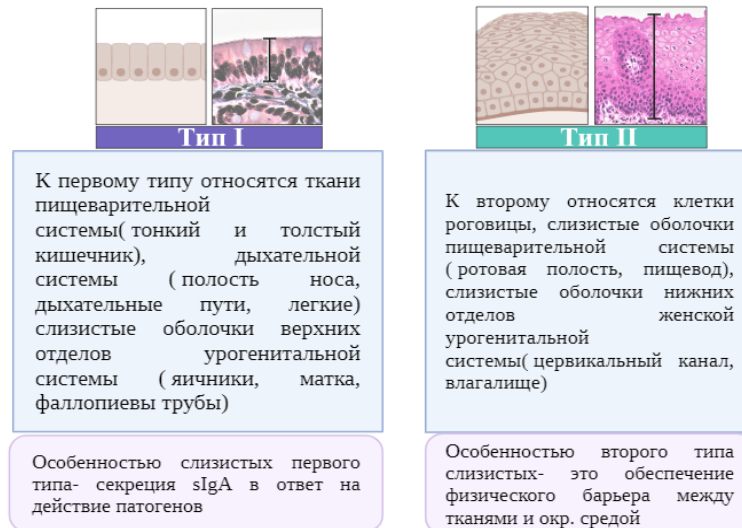 Тип I
К первому типу относятся ткани
пищеварительной
системы( тонкий и толстый
кишечник), дыхательной
системы ( полость носа,
дыхательные пути, легкие)
слизистые оболочки верхних
отделов урогенитальной
системы ( яичники, матка,
фаллопиевы трубы)
Особенностью слизистых первого
типа- секреция sIgA в ответ на
действие патогенов
Тип II
К второму относятся клетки
роговицы, слизистые оболочки
пищеварительной системы
( ротовая полость, пищевод),
слизистые оболочки нижних
отделов женской
урогенитальной
системы( цервикальный канал,
влагалище)
Особенностью второго типа
слизистых- это обеспечение
физического барьера между
тканями и окр. средой